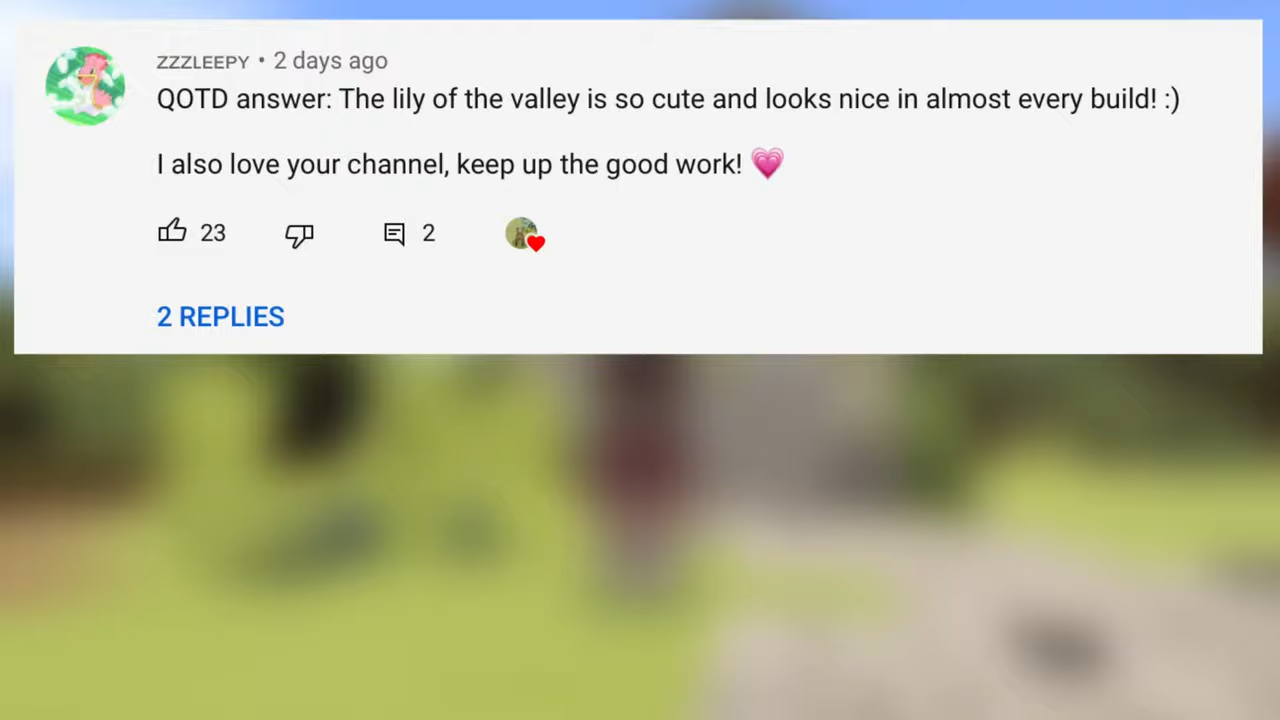 ZZZLEEPY • 2 days ago
QOTD answer: The lily of the valley is so cute and looks nice in almost every build! :)
I also love your channel, keep up the good work! 💗
23 2
2 REPLIES